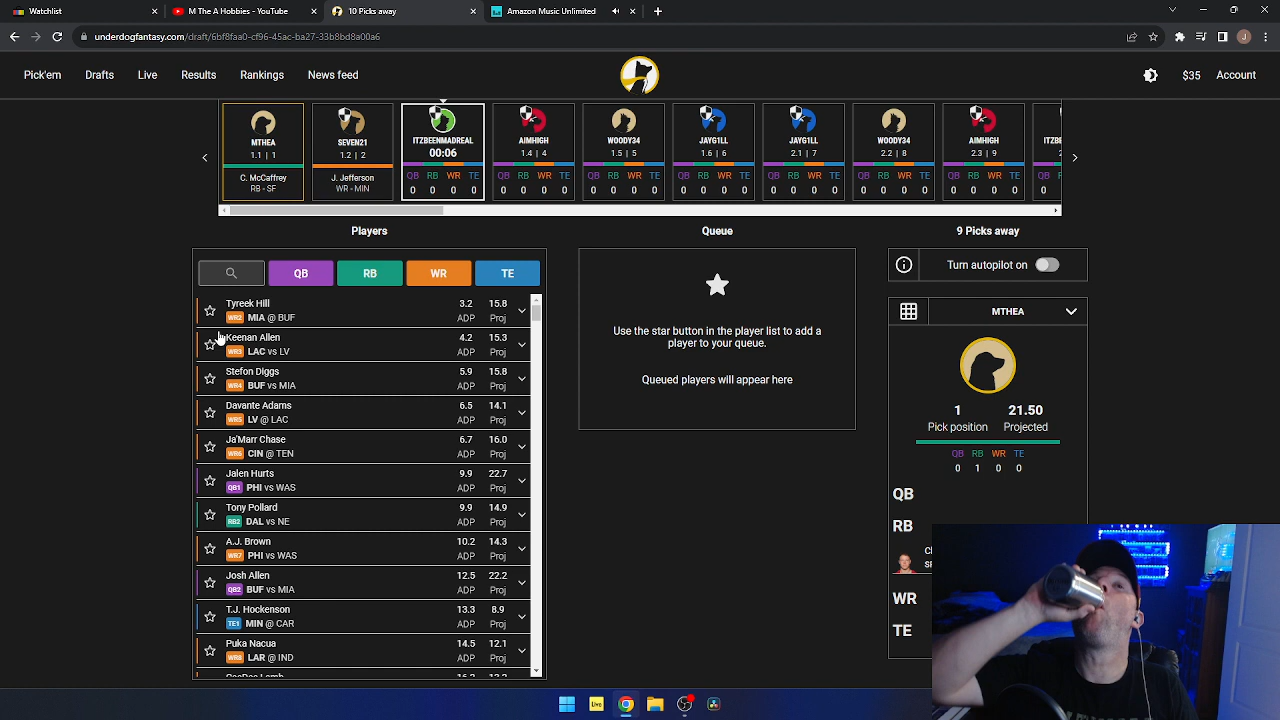 Watchlist
M The A Hobbies - YouTube
10 Picks away
Amazon Music Unlimited
underdogfantasy.com/draft/6bf8faa0-cf96-45ac-ba27-33b8bd8a00a6
J
Pick'em Drafts Live Results Rankings News feed
$35 Account
MTHEA
1.1 | 1
C. McCaffrey
RB - SF
SEVEN21
1.2 | 2
J. Jefferson
WR - MIN
ITZBEENMADREAL
00:06
QB RB WR TE
0 0 0 0
AIMHIGH
1.4 | 4
QB RB WR TE
0 0 0 0
WOODY34
1.5 | 5
QB RB WR TE
0 0 0 0
JAYG1LL
1.6 | 6
QB RB WR TE
0 0 0 0
JAYG1LL
2.1 | 7
QB RB WR TE
0 0 0 0
WOODY34
2.2 | 8
QB RB WR TE
0 0 0 0
AIMHIGH
2.3 | 9
QB RB WR TE
0 0 0 0
ITZB
QB
0
Players
QB RB WR TE
Tyreek Hill 3.2 15.8
WR2 MIA @ BUF ADP Proj
Keenan Allen 4.2 15.3
WR3 LAC vs LV ADP Proj
Stefon Diggs 5.9 15.8
WR4 BUF vs MIA ADP Proj
Davante Adams 6.5 14.1
WR5 LV @ LAC ADP Proj
Ja'Marr Chase 6.7 16.0
WR6 CIN @ TEN ADP Proj
Jalen Hurts 9.9 22.7
QB1 PHI vs WAS ADP Proj
Tony Pollard 9.9 14.9
RB2 DAL vs NE ADP Proj
A.J. Brown 10.2 14.3
WR7 PHI vs WAS ADP Proj
Josh Allen 12.5 22.2
QB2 BUF vs MIA ADP Proj
T.J. Hockenson 13.3 8.9
TE1 MIN @ CAR ADP Proj
Puka Nacua 14.5 12.1
WR8 LAR @ IND ADP Proj
Queue
Use the star button in the player list to add a
player to your queue.
Queued players will appear here
9 Picks away
Turn autopilot on
MTHEA
1 21.50
Pick position Projected
QB RB WR TE
0 1 0 0
QB
RB
WR
TE
Live